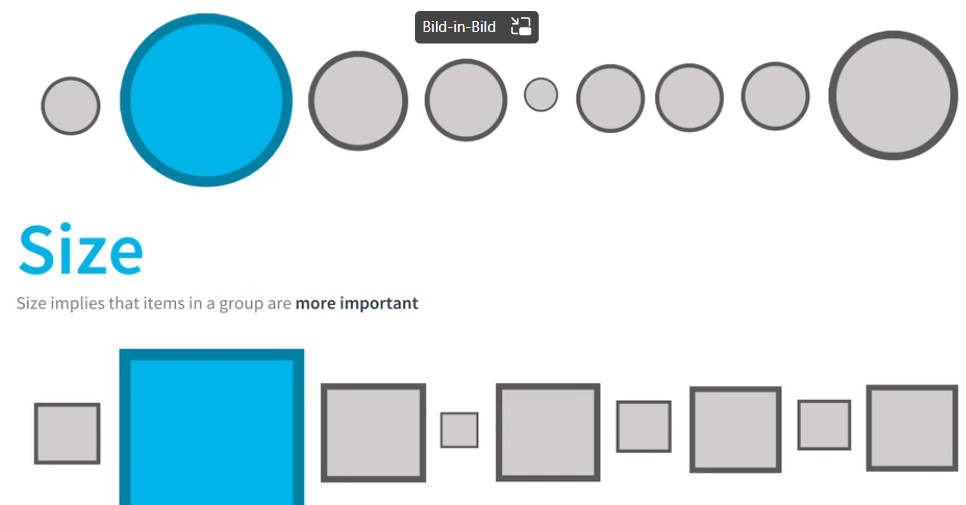 Bild-in-Bild
Size
Size implies that items in a group are more important